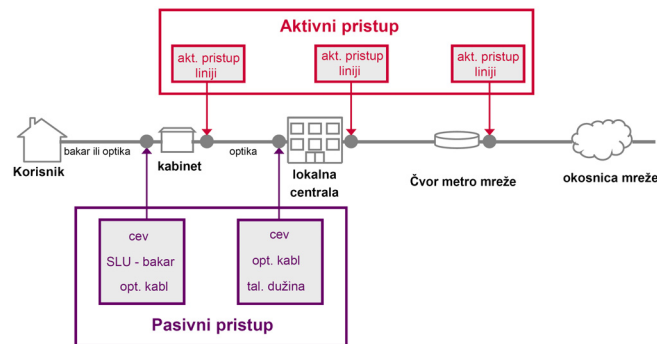 Aktivni pristup
akt. pristup
liniji
akt. pristup
liniji
akt. pristup
liniji
Korisnik
bakar ili optika
kabinet
optika
lokalna
centrala
Čvor metro mreže
okosnica mreže
cev
SLU - bakar
opt. kabl
cev
opt. kabl
tal. dužina
Pasivni pristup